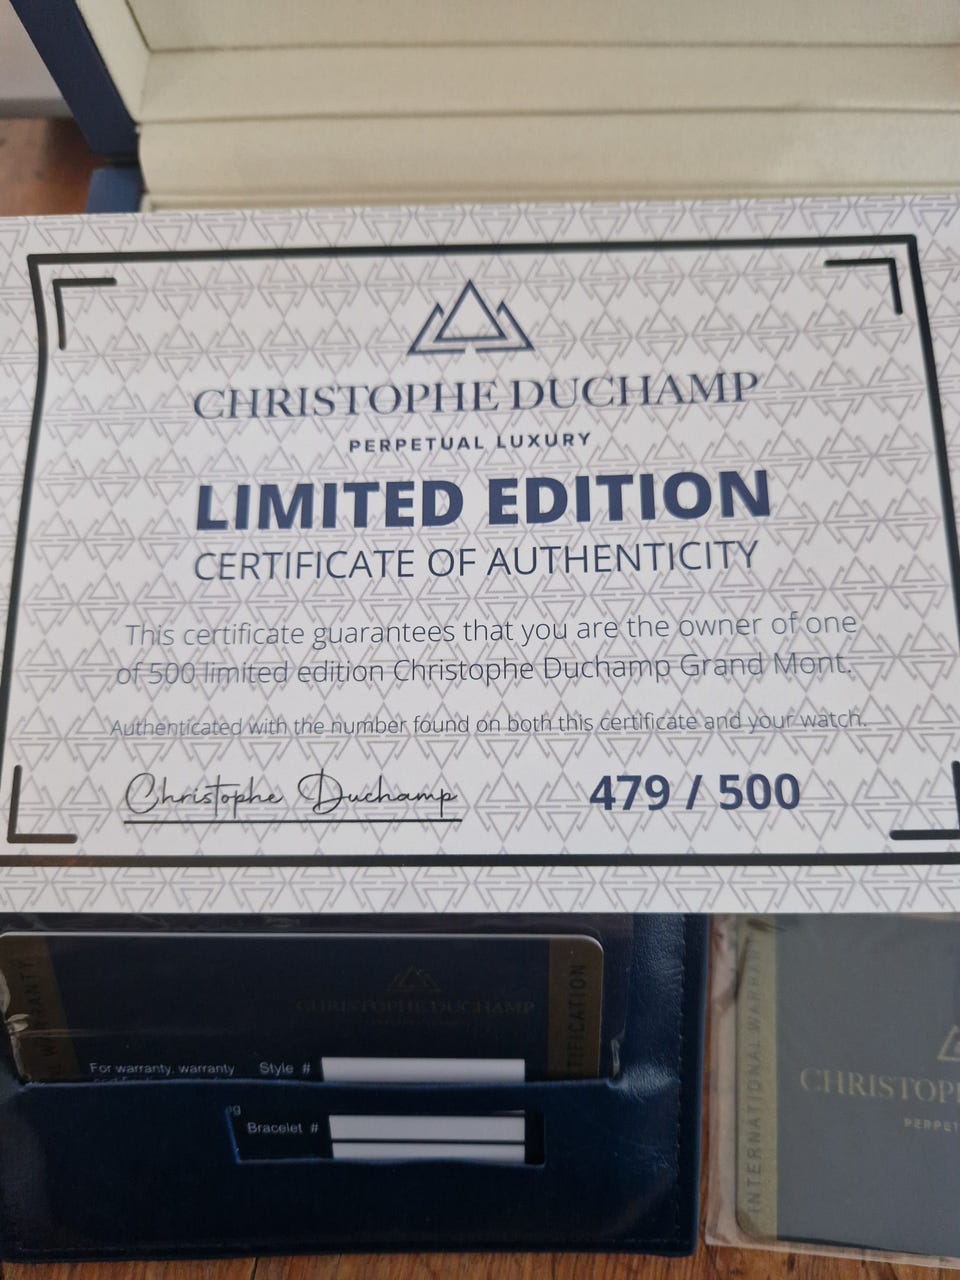 CHRISTOPHE DUCHAMP
PERPETUAL LUXURY
LIMITED EDITION
CERTIFICATE OF AUTHENTICITY
This certificate guarantees that you are the owner of one
of 500 limited edition Christophe Duchamp Grand Mont.
Authenticated with the number found on both this certificate and your watch.
Christophe Duchamp
479 / 500
CHRISTOPHE DUCHAMP
For warranty, warranty
Style #
Bracelet #
TIFICATION
L WARRANTY
INTERNATIONAL WARRAN
CHRISTOPH
PERPET